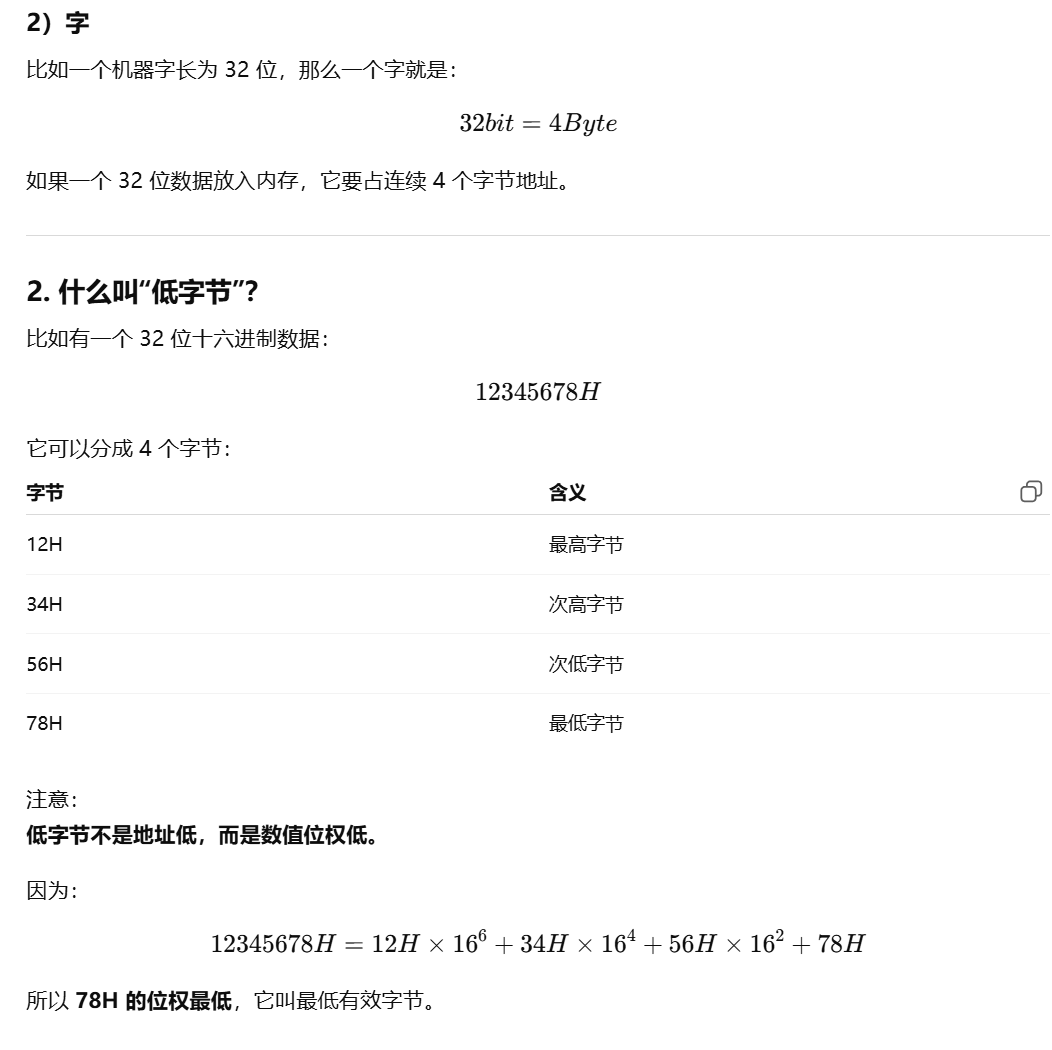 2）字
比如一个机器字长为 32 位，那么一个字就是：
32bit = 4Byte
如果一个 32 位数据放入内存，它要占连续 4 个字节地址。
2. 什么叫“低字节”？
比如有一个 32 位十六进制数据：
12345678H
它可以分成 4 个字节：
字节 含义
12H 最高字节
34H 次高字节
56H 次低字节
78H 最低字节
注意：
低字节不是地址低，而是数值位权低。
因为：
12345678H = 12H × 16⁶ + 34H × 16⁴ + 56H × 16² + 78H
所以 78H 的位权最低，它叫最低有效字节。